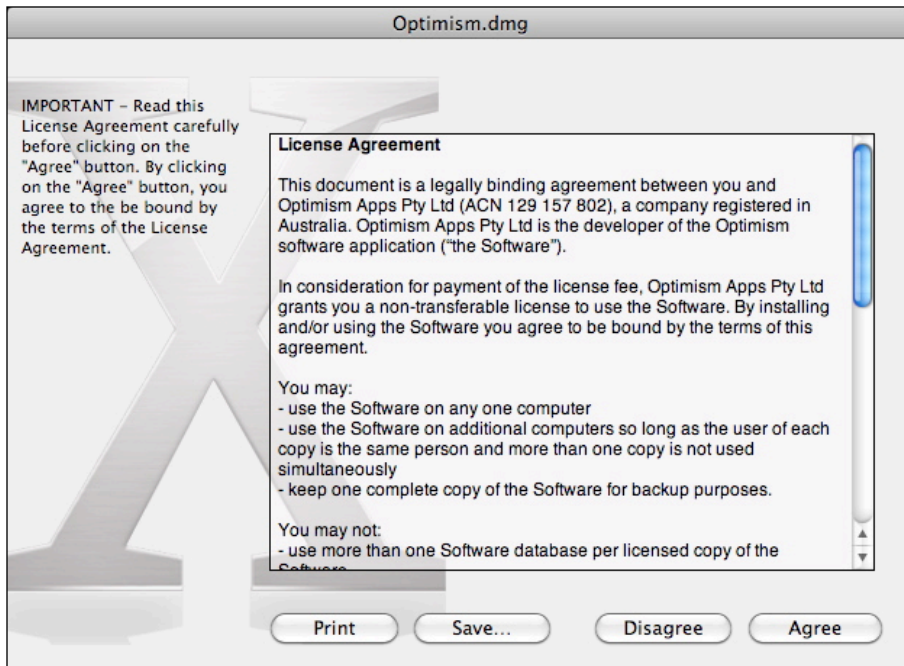 Optimism.dmg
IMPORTANT – Read this
License Agreement carefully
before clicking on the
"Agree" button. By clicking
on the "Agree" button, you
agree to the be bound by
the terms of the License
Agreement.
License Agreement
This document is a legally binding agreement between you and
Optimism Apps Pty Ltd (ACN 129 157 802), a company registered in
Australia. Optimism Apps Pty Ltd is the developer of the Optimism
software application (“the Software”).
In consideration for payment of the license fee, Optimism Apps Pty Ltd
grants you a non-transferable license to use the Software. By installing
and/or using the Software you agree to be bound by the terms of this
agreement.
You may:
- use the Software on any one computer
- use the Software on additional computers so long as the user of each
copy is the same person and more than one copy is not used
simultaneously
- keep one complete copy of the Software for backup purposes.
You may not:
- use more than one Software database per licensed copy of the
Software
Print
Save...
Disagree
Agree